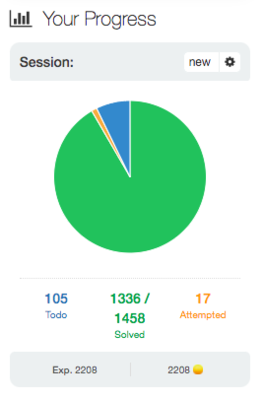 Your Progress
Session: new
105 1336 / 1458 17
Todo Solved Attempted
Exp. 2208 2208